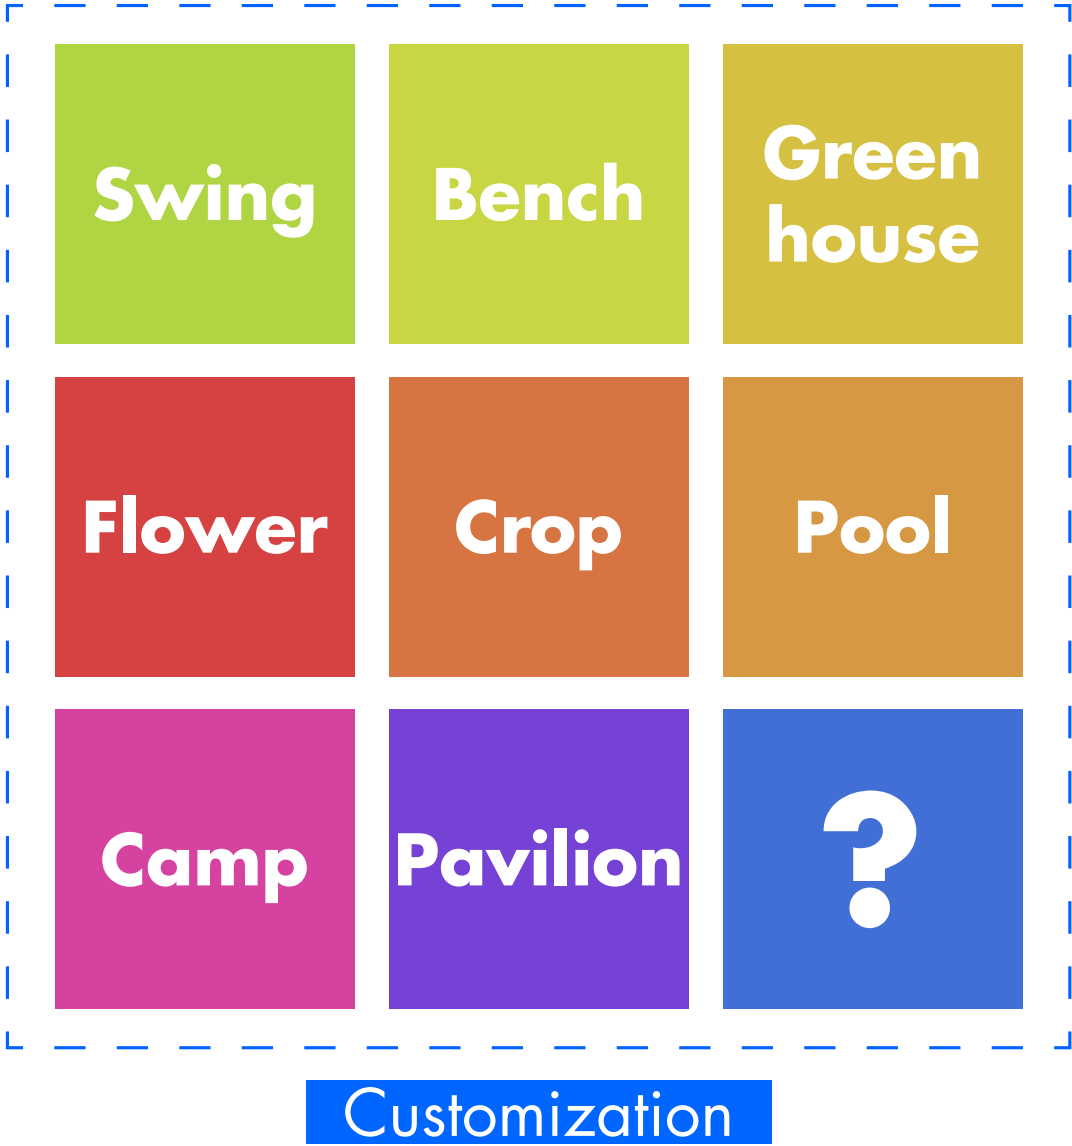 Swing
Bench
Green
house
Flower
Crop
Pool
Camp
Pavilion
?
Customization